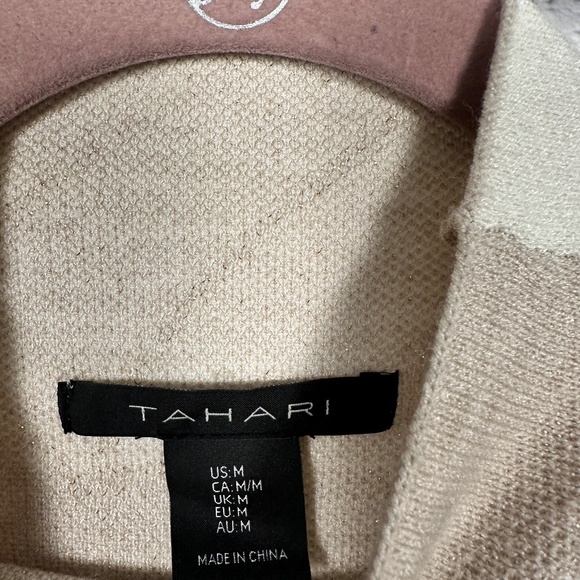 TAHARI
US: M
CA: M/M
UK: M
EU: M
AU: M
MADE IN CHINA